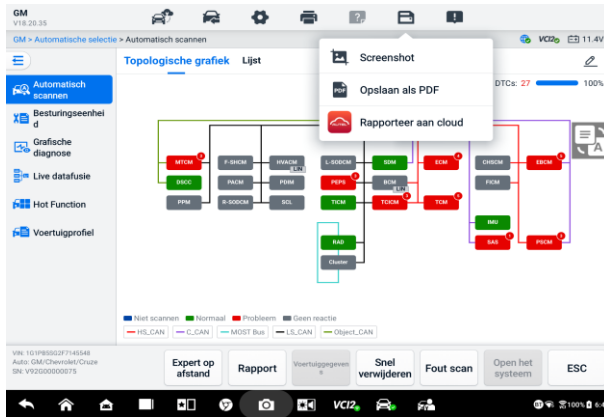 GM
V18.20.35
GM > Automatische selectie > Automatisch scannen
VCI2
11.4V
Topologische grafiek Lijst
Screenshot
PDF Opslaan als PDF
Rapporteer aan cloud
DTCs: 27 100%
Automatisch scannen
Besturingseenheid
Grafische diagnose
Live datafusie
Hot Function
Voertuigprofiel
MTCM F-SHCM HVACM L-SODCM SDM ECM CHSCM EBCM
DSCC PACM PDIM PEPS BCM FICM
PPM R-SODCM SCL TICM TCICM TCM
IMU
RAD SAS PSCM
Cluster
Niet scannen Normaal Probleem Geen reactie
HS_CAN C_CAN MOST Bus LS_CAN Object_CAN
VIN: 1G1PB5SG2F7145548
Auto: GM/Chevrolet/Cruze
SN: V92G00000075
Expert op afstand
Rapport
Voertuiggegevens
Snel verwijderen
Fout scan
Open het systeem
ESC
VCI2
100%